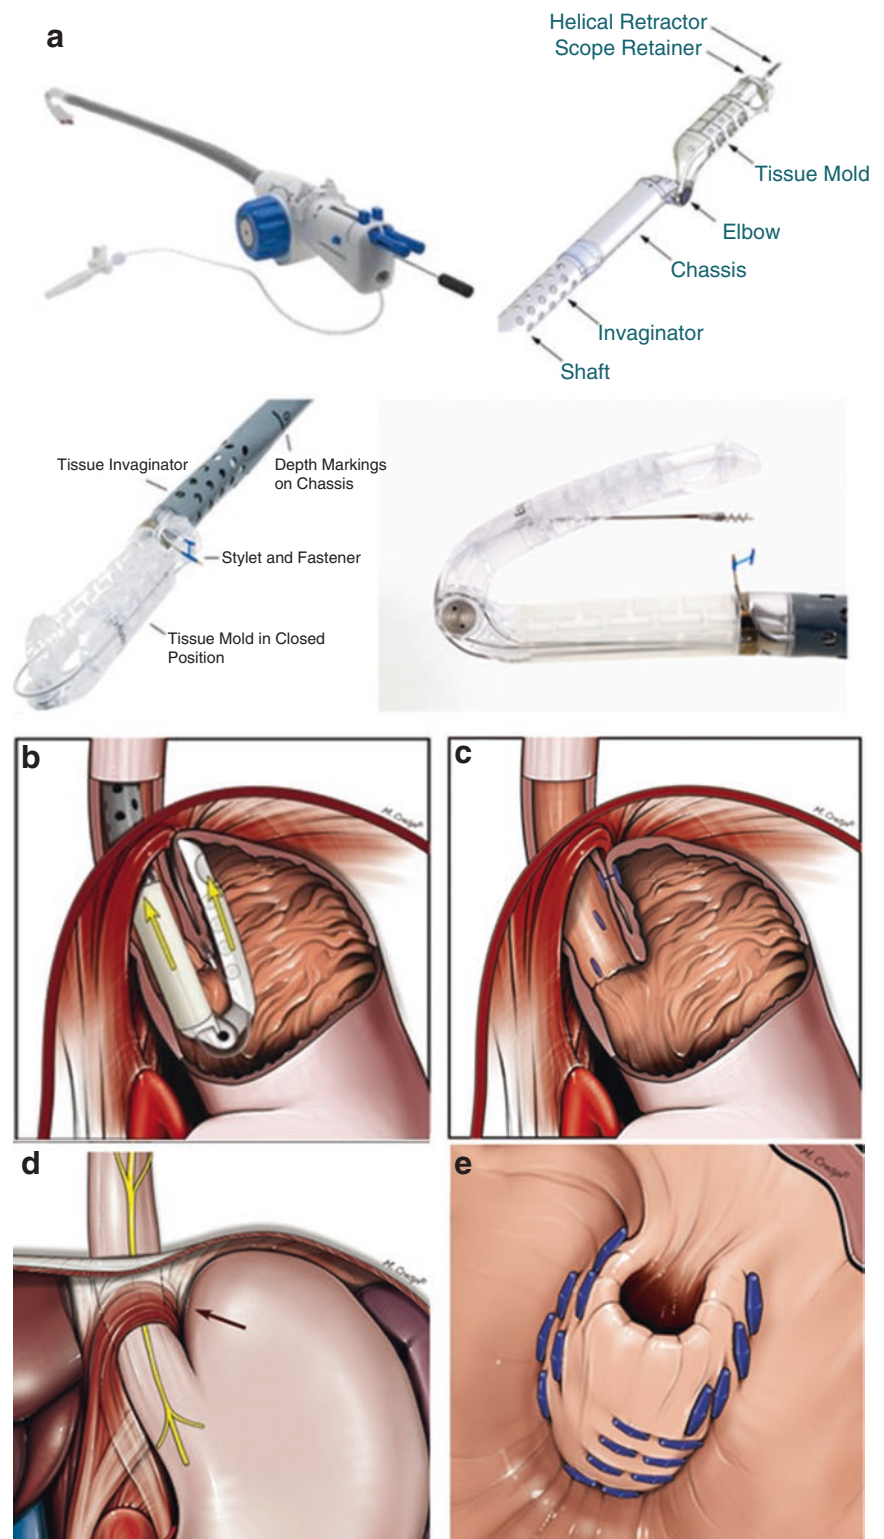 a
Helical Retractor
Scope Retainer
Tissue Mold
Elbow
Chassis
Invaginator
Shaft
Tissue Invaginator
Depth Markings
on Chassis
Stylet and Fastener
Tissue Mold in Closed
Position
b
c
d
e